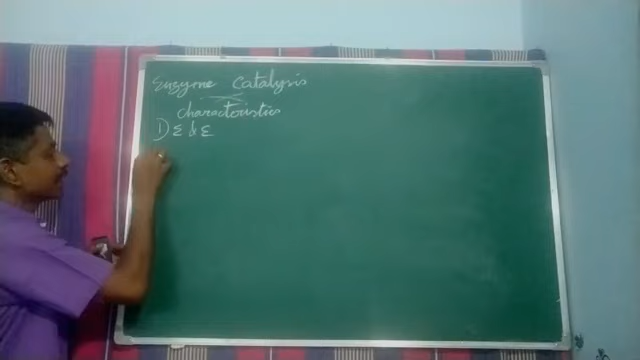 Enzyme Catalysis
characteristics
1) E & E